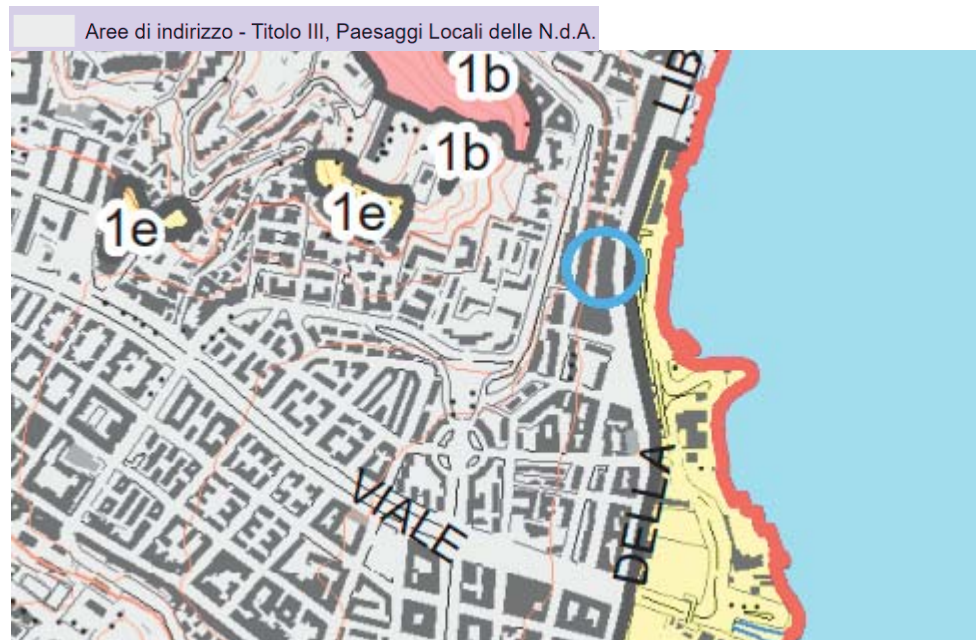 Aree di indirizzo - Titolo III, Paesaggi Locali delle N.d.A.
1b
LIB
1b
1e
1e
VIALE
DELLA